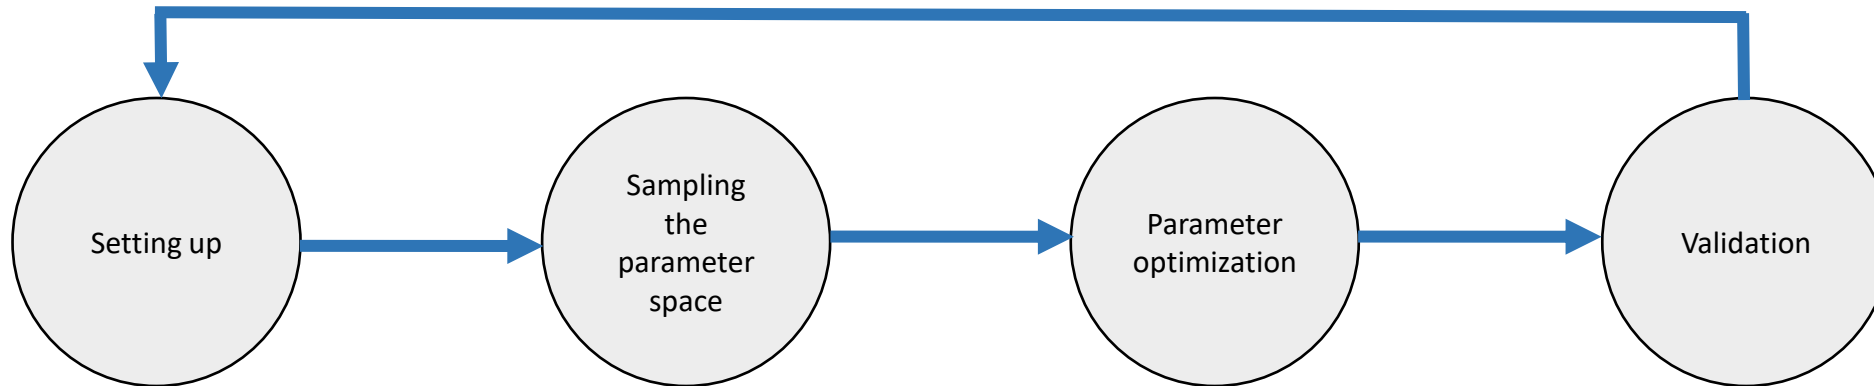 Setting up
Sampling
the
parameter
space
Parameter
optimization
Validation